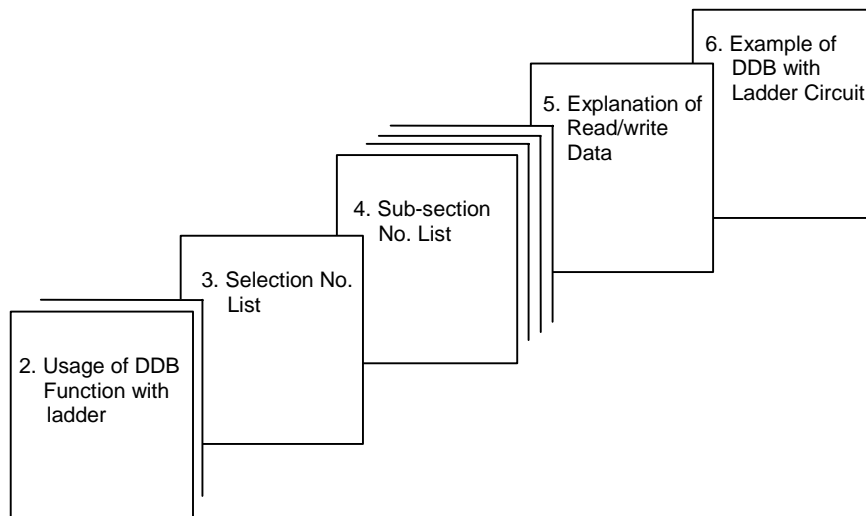 6. Example of
DDB with
Ladder Circuit
5. Explanation of
Read/write
Data
4. Sub-section
No. List
3. Selection No.
List
2. Usage of DDB
Function with
ladder